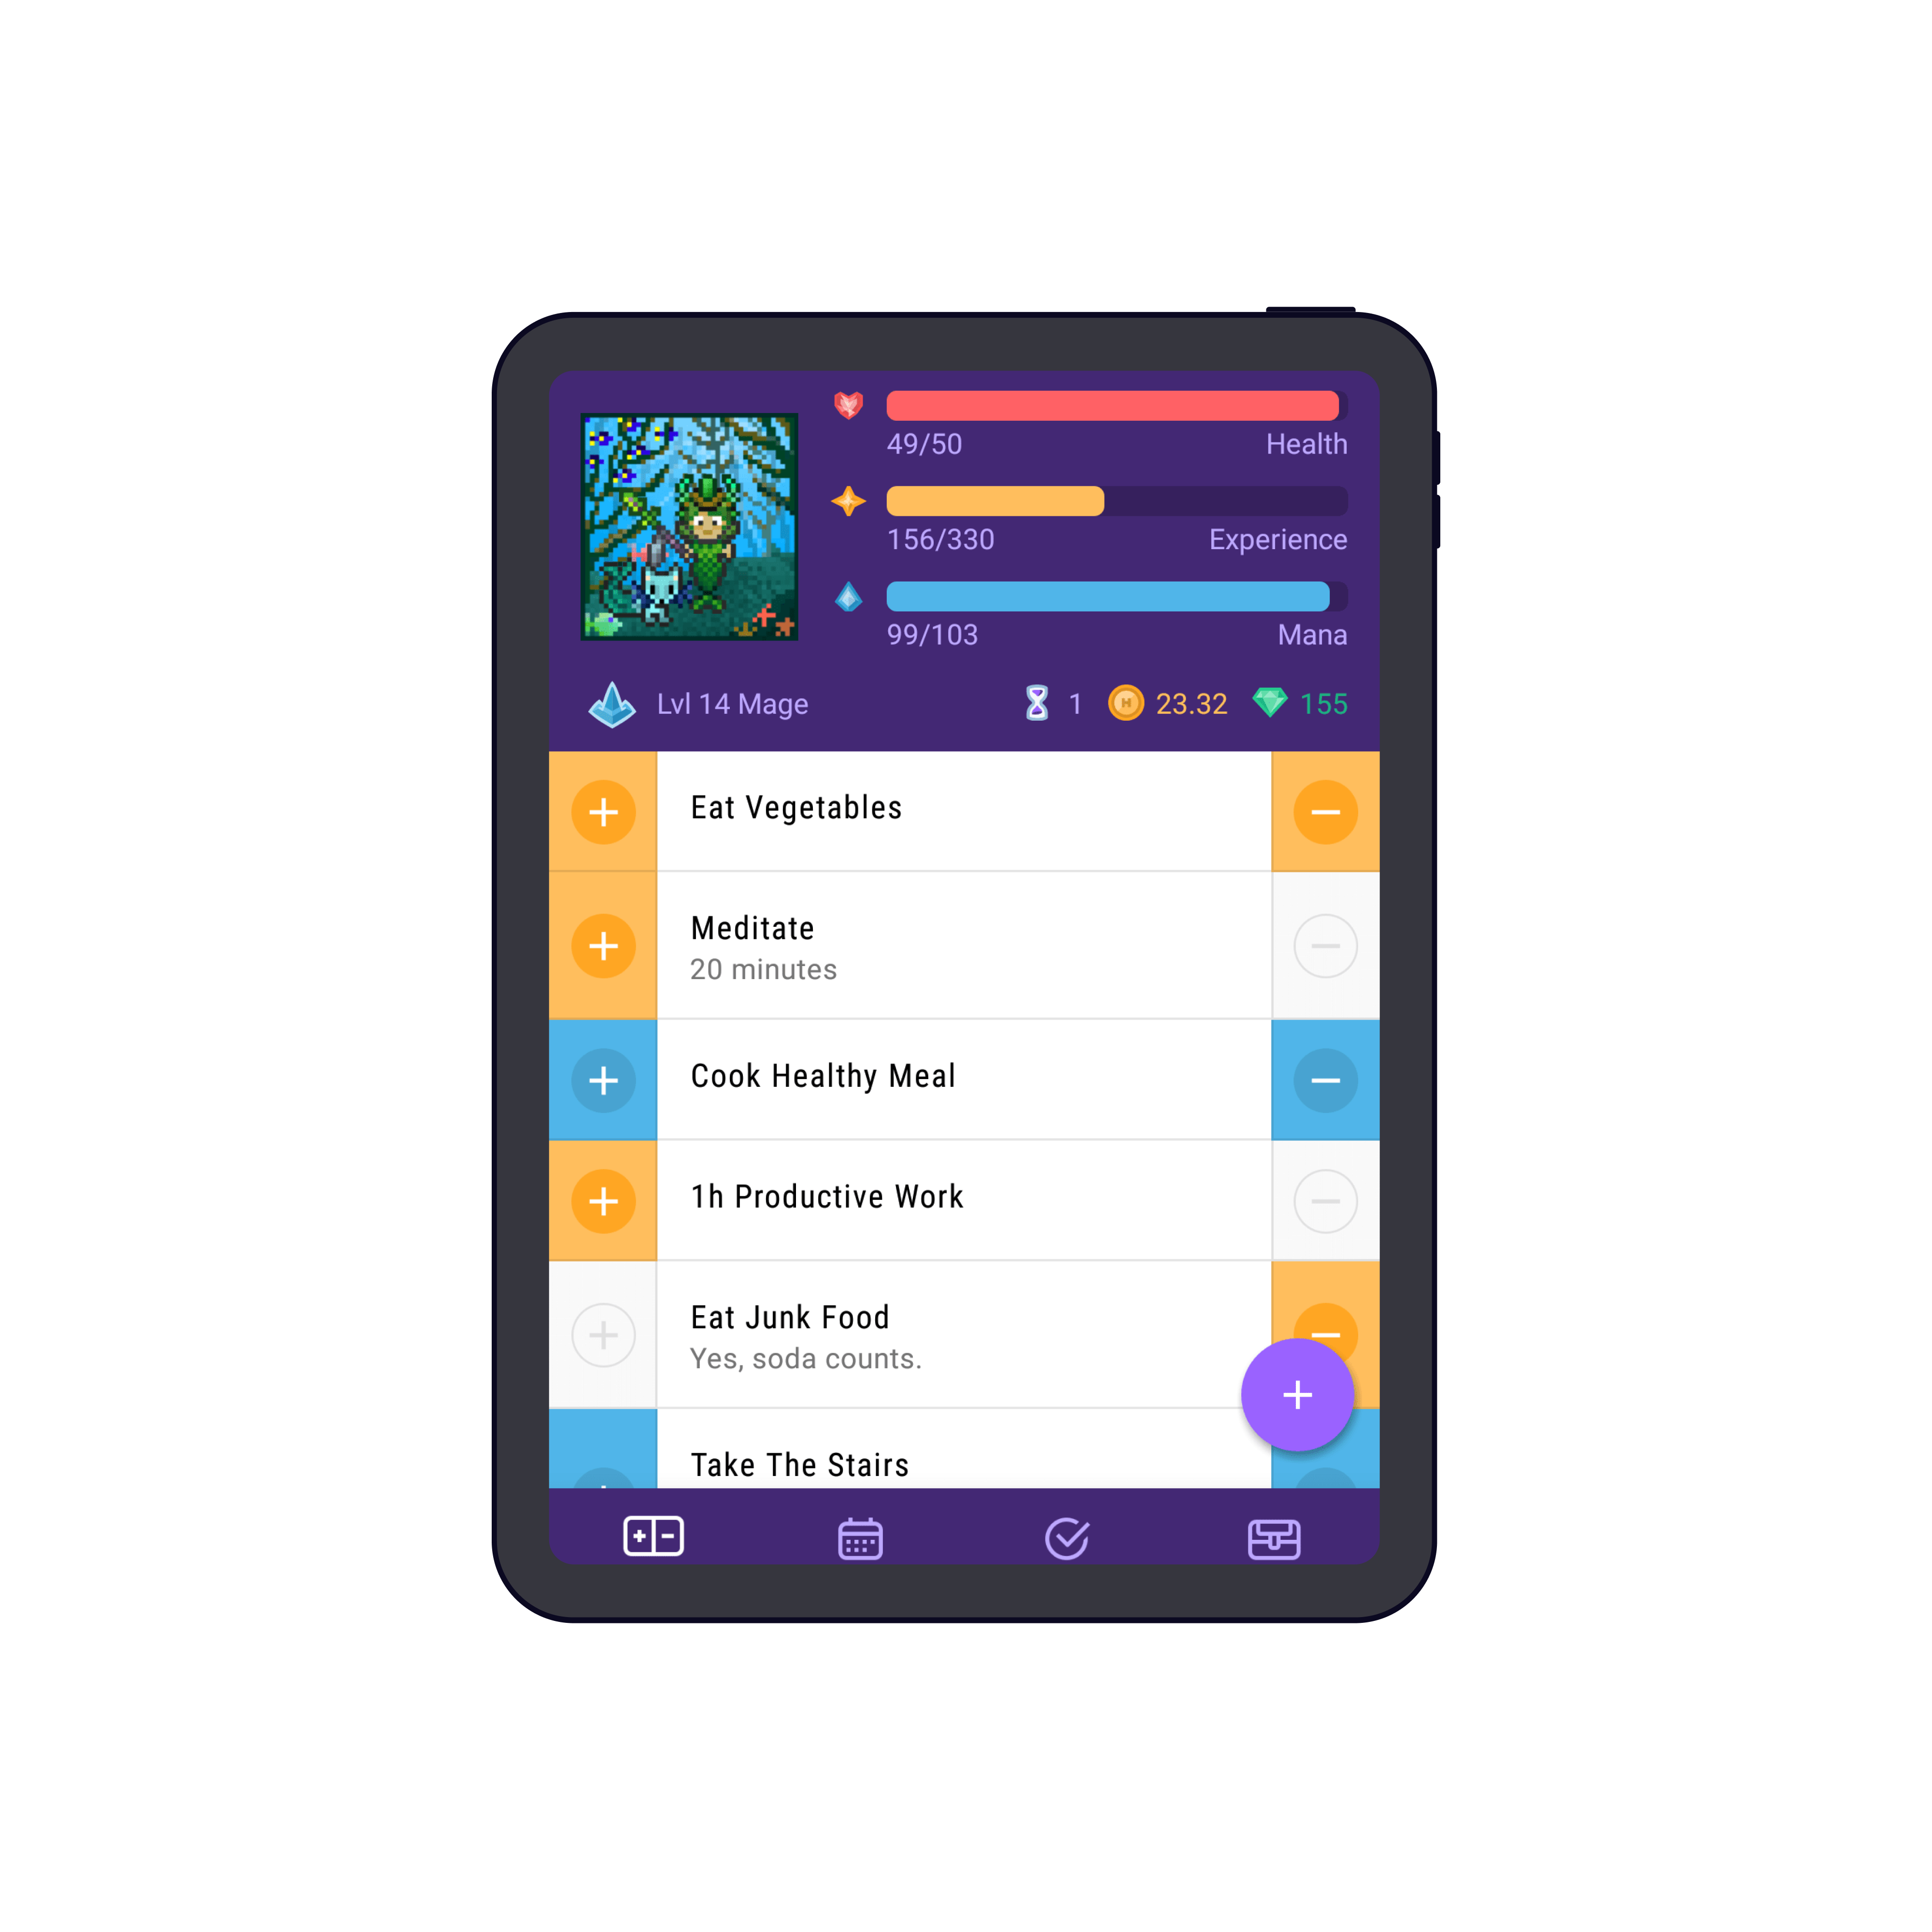 49/50 Health
156/330 Experience
99/103 Mana
Lvl 14 Mage 1 H 23.32 155
Eat Vegetables
Meditate
20 minutes
Cook Healthy Meal
1h Productive Work
Eat Junk Food
Yes, soda counts.
Take The Stairs